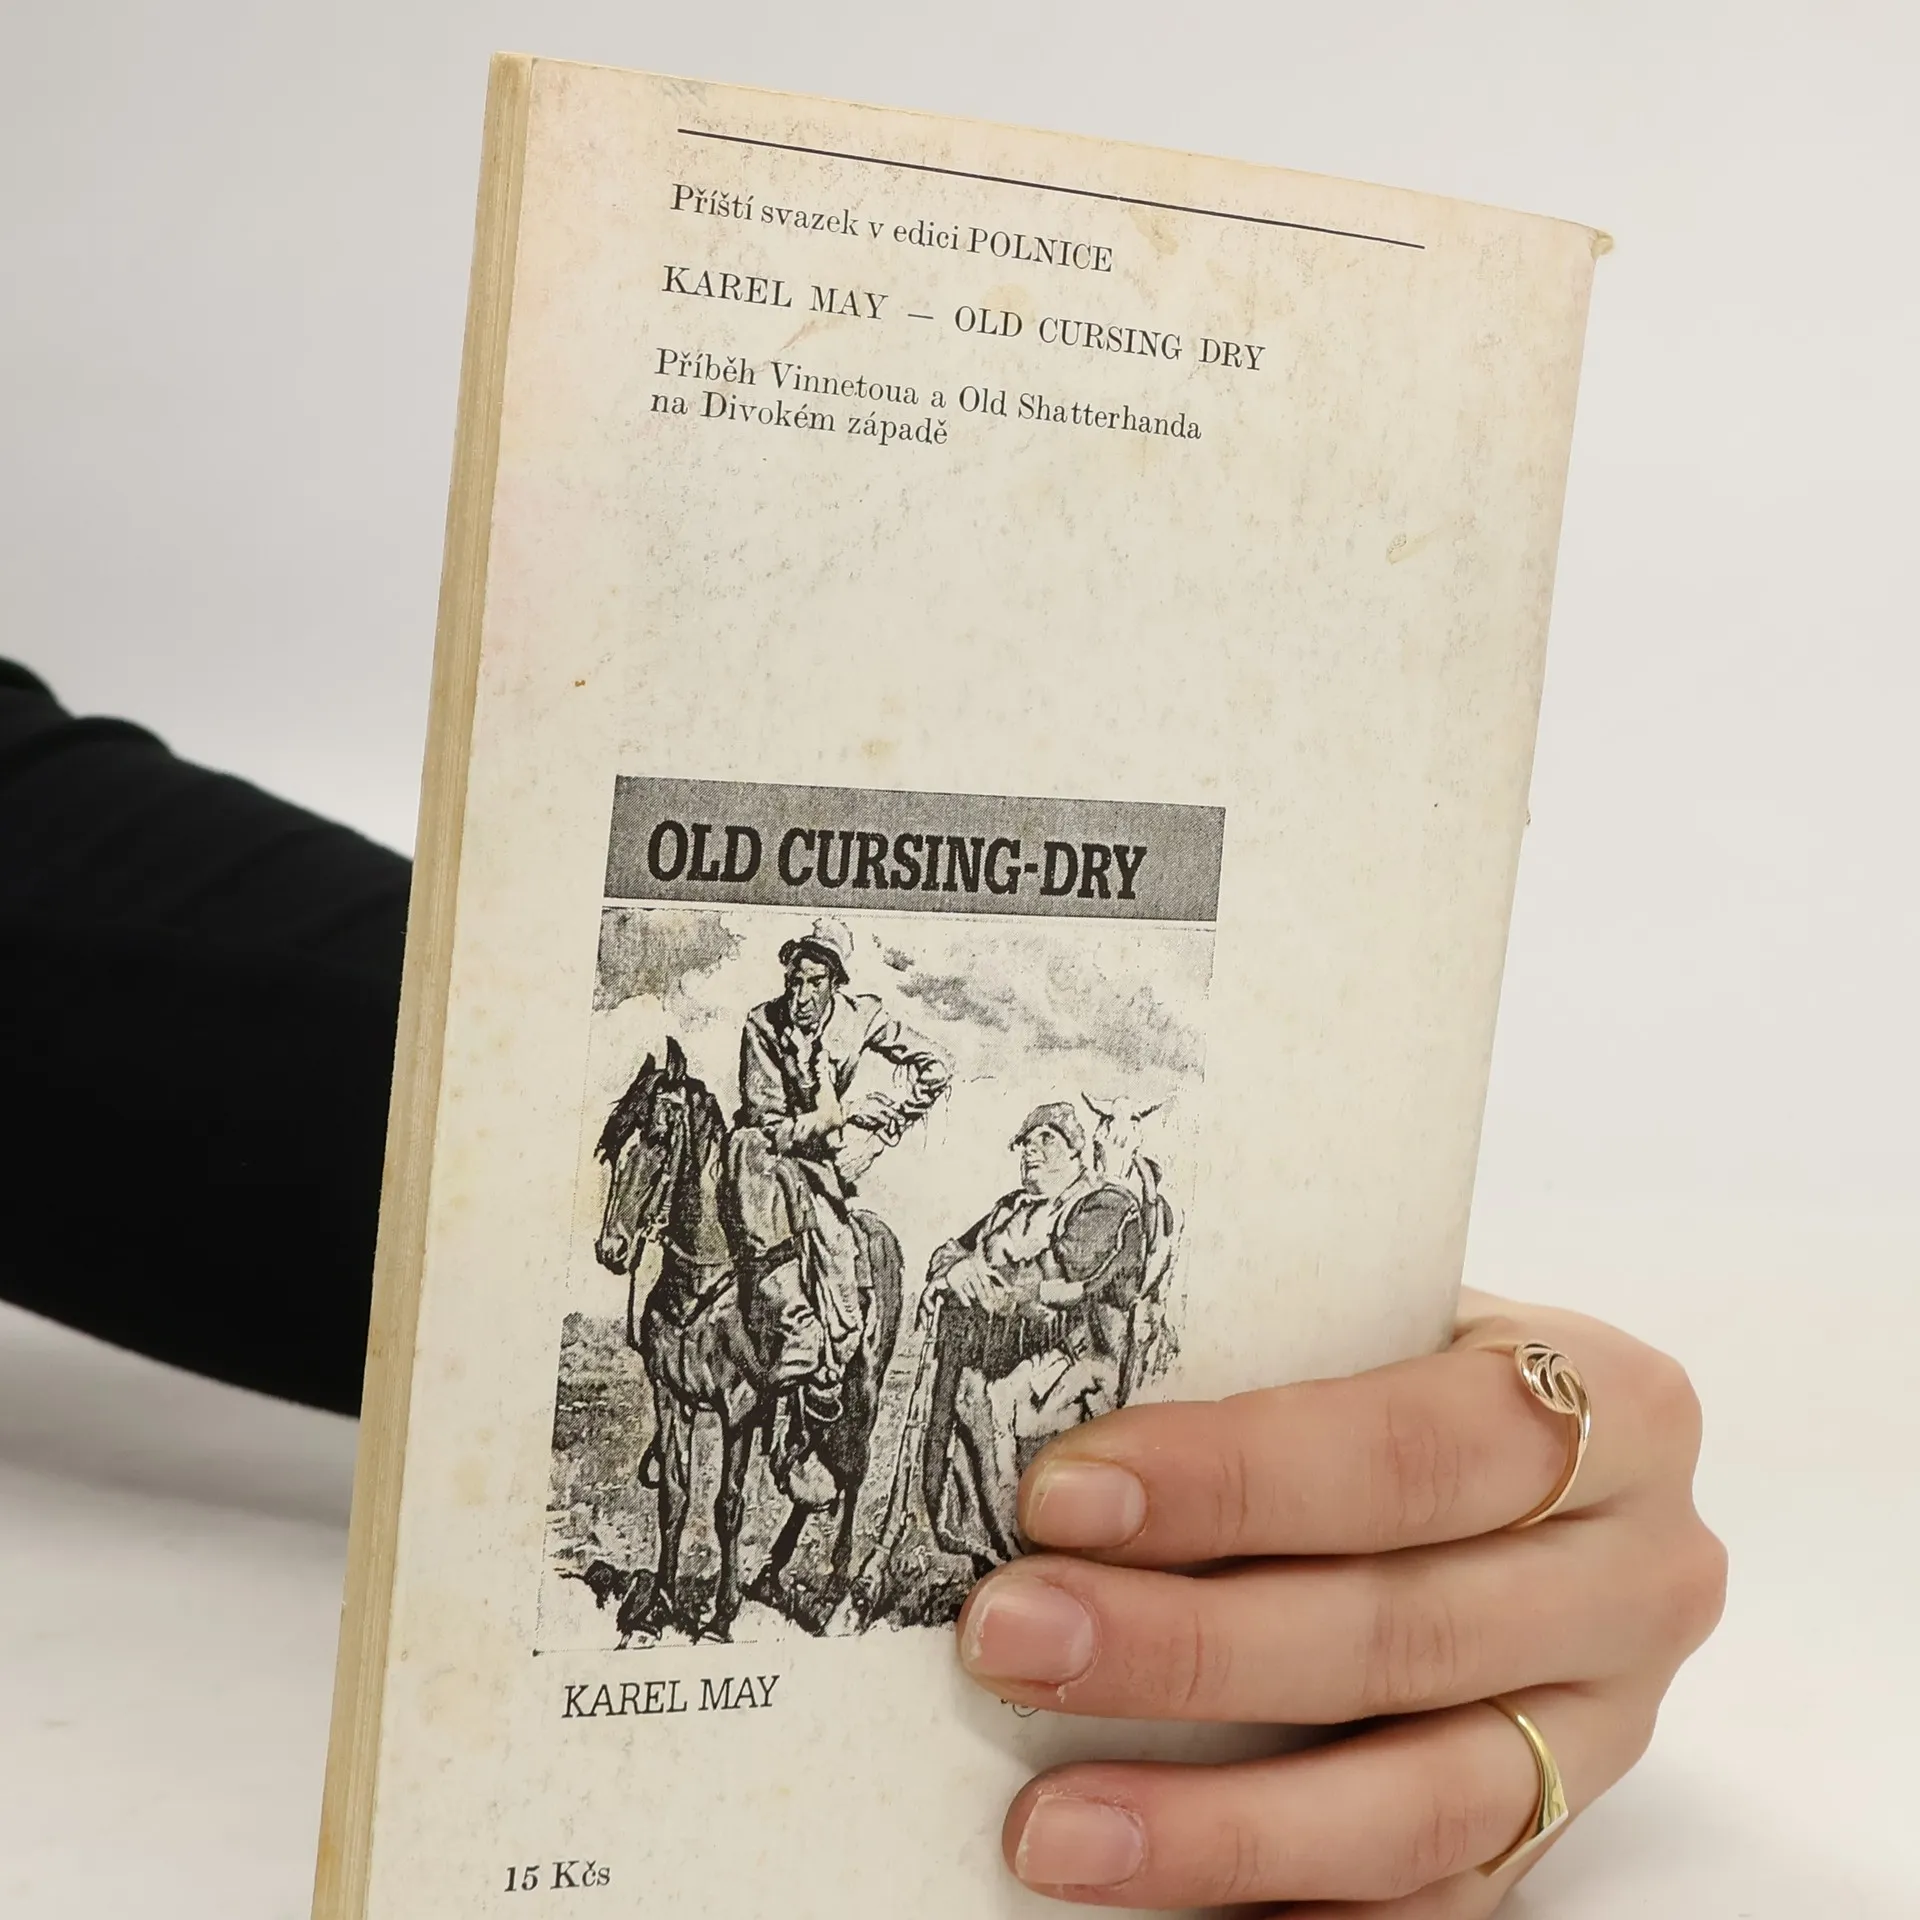 Příští svazek v edici POLNICE
KAREL MAY – OLD CURSING DRY
Příběh Vinnetoua a Old Shatterhanda
na Divokém západě
OLD CURSING-DRY
KAREL MAY
15 Kčs